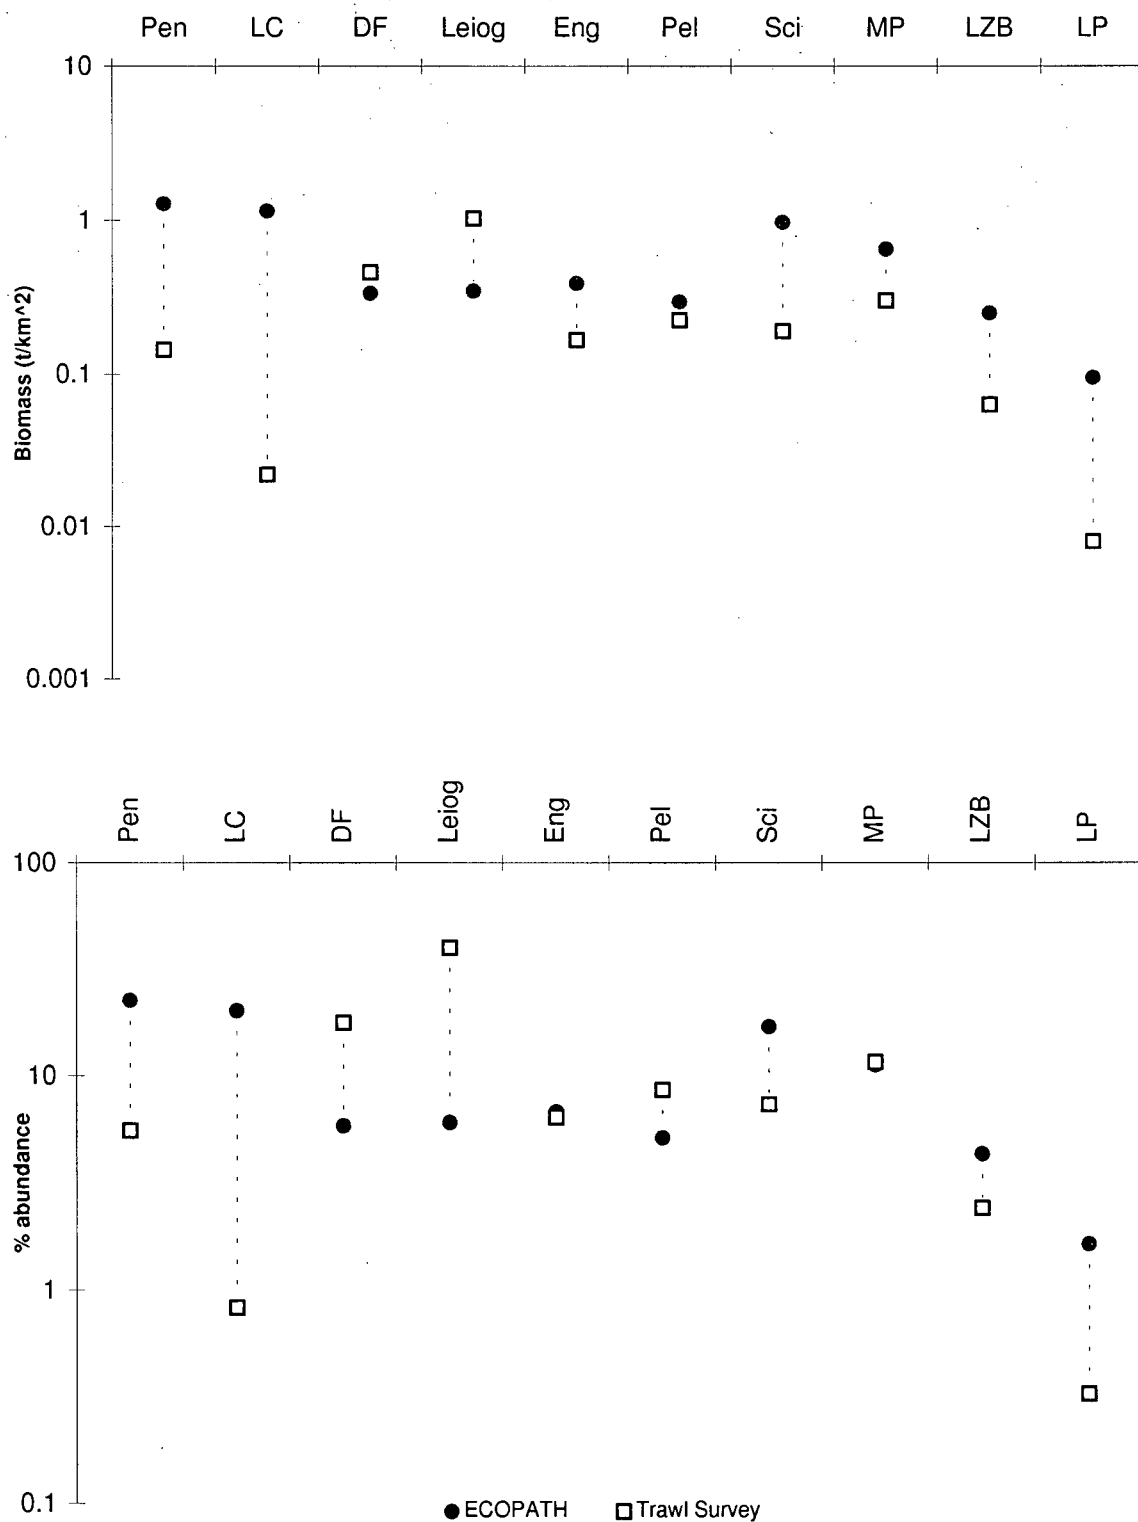 Pen LC DF Leiog Eng Pel Sci MP LZB LP
10
1
0.1
0.01
0.001
Biomass (t/km^2)
Pen LC DF Leiog Eng Pel Sci MP LZB LP
100
10
1
0.1
% abundance
ECOPATH Trawl Survey